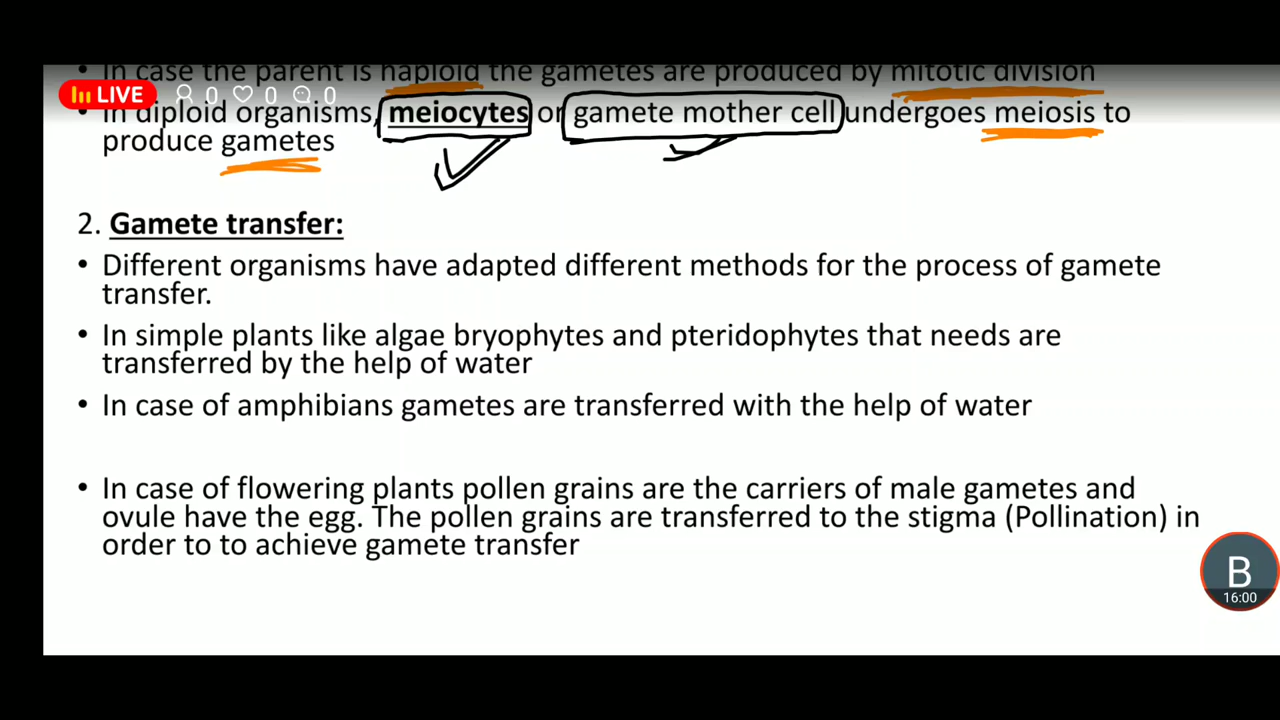 • In case the parent is haploid the gametes are produced by mitotic division
LIVE 0 0 0
• In diploid organisms, meiocytes or gamete mother cell undergoes meiosis to
produce gametes
2. Gamete transfer:
• Different organisms have adapted different methods for the process of gamete
transfer.
• In simple plants like algae bryophytes and pteridophytes that needs are
transferred by the help of water
• In case of amphibians gametes are transferred with the help of water
• In case of flowering plants pollen grains are the carriers of male gametes and
ovule have the egg. The pollen grains are transferred to the stigma (Pollination) in
order to to achieve gamete transfer
B
16:00